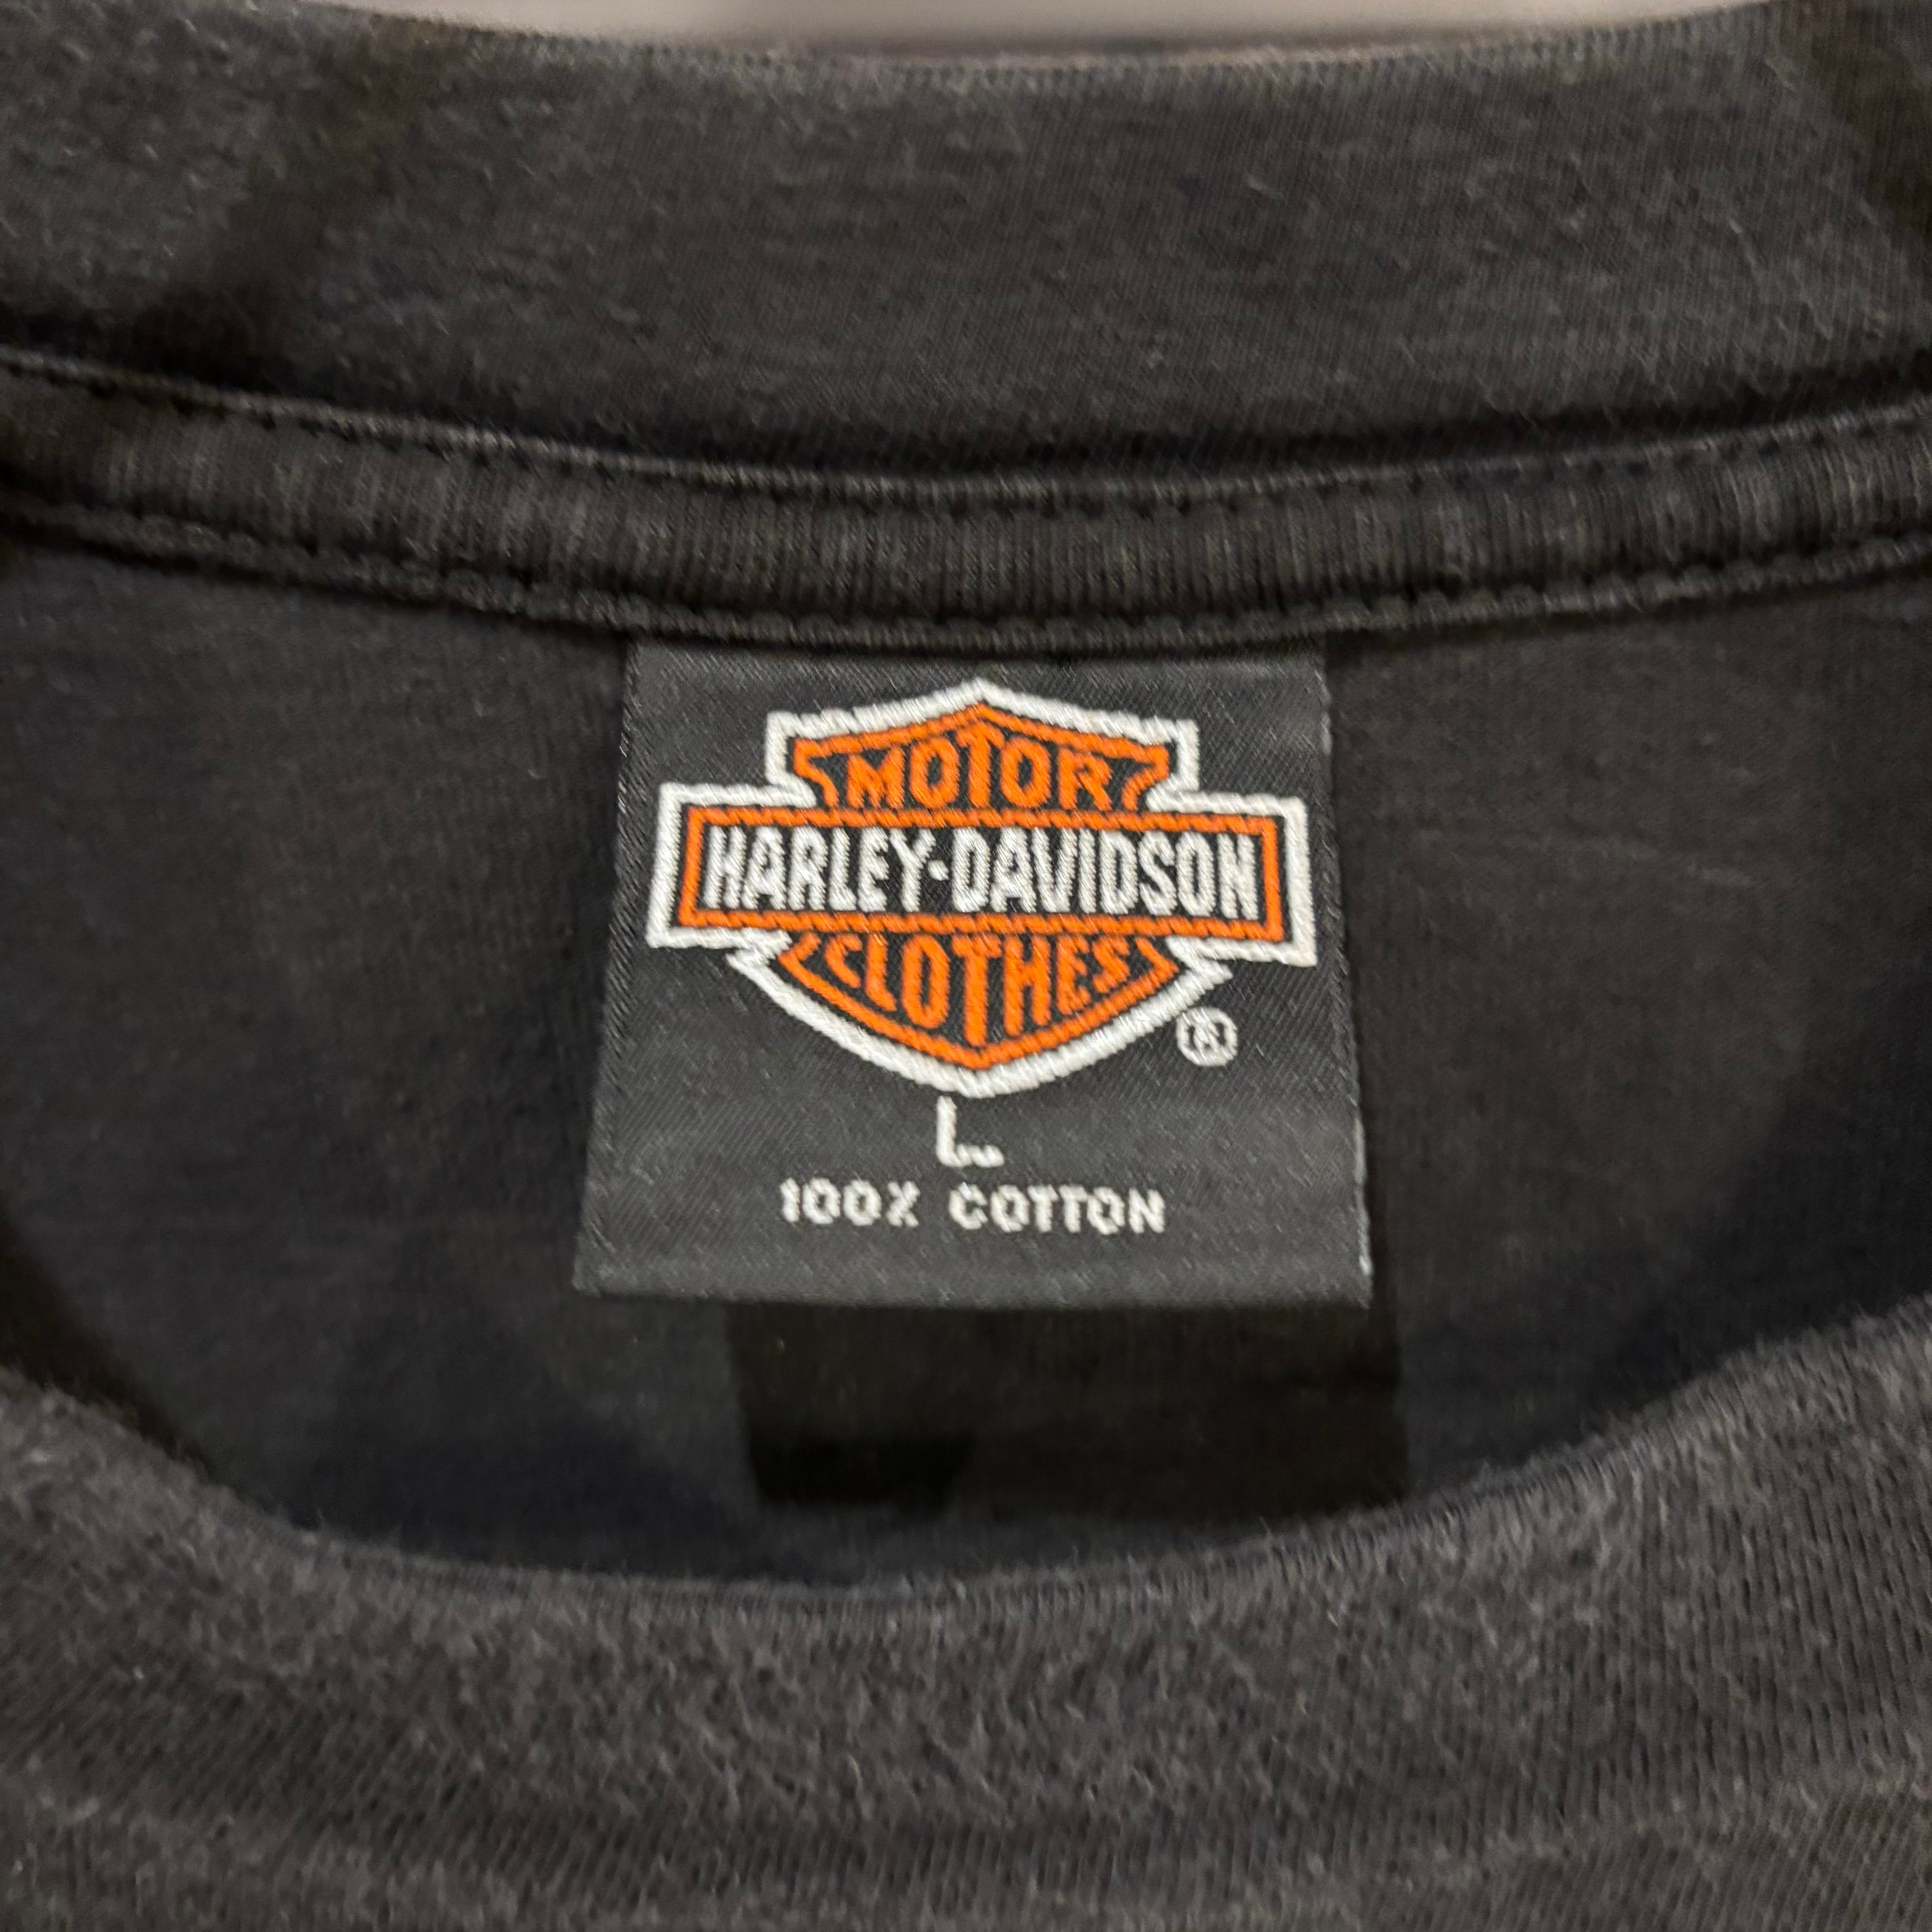 MOTOR
HARLEY-DAVIDSON
CLOTHES
®
L
100% COTTON